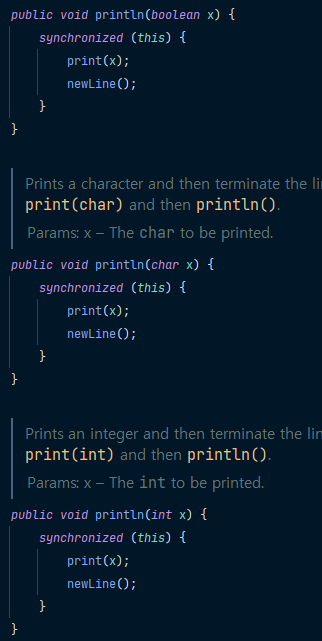 public void println(boolean x) {
synchronized (this) {
print(x);
newLine();
}
}
Prints a character and then terminate the
print(char) and then println().
Params: x – The char to be printed.
public void println(char x) {
synchronized (this) {
print(x);
newLine();
}
}
Prints an integer and then terminate the
print(int) and then println().
Params: x – The int to be printed.
public void println(int x) {
synchronized (this) {
print(x);
newLine();
}
}